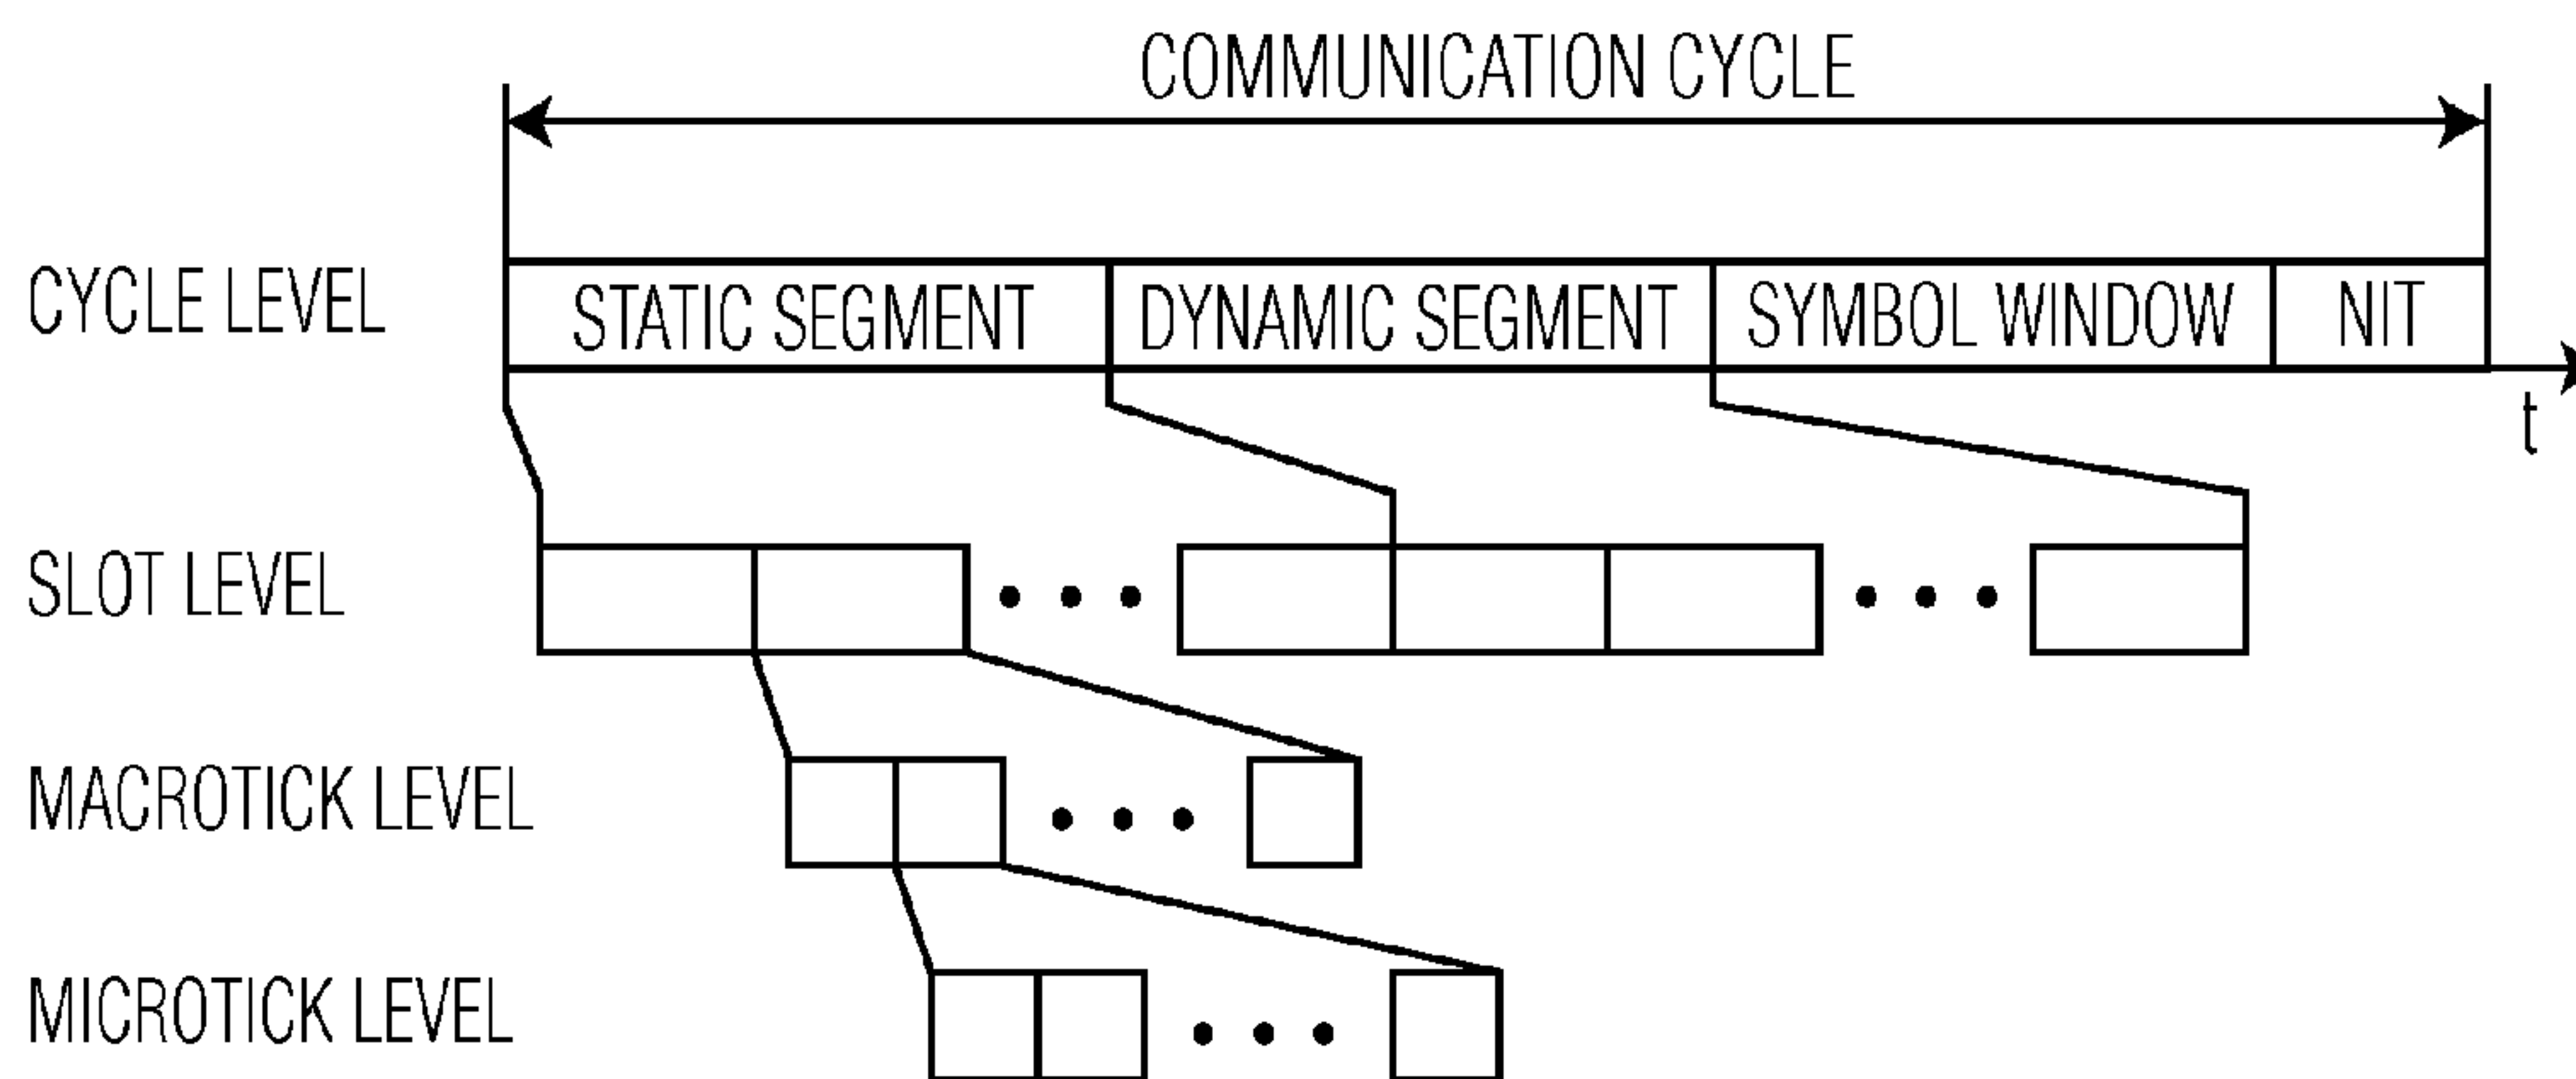 COMMUNICATION CYCLE
CYCLE LEVEL
STATIC SEGMENT
DYNAMIC SEGMENT
SYMBOL WINDOW
NIT
t
SLOT LEVEL
MACROTICK LEVEL
MICROTICK LEVEL